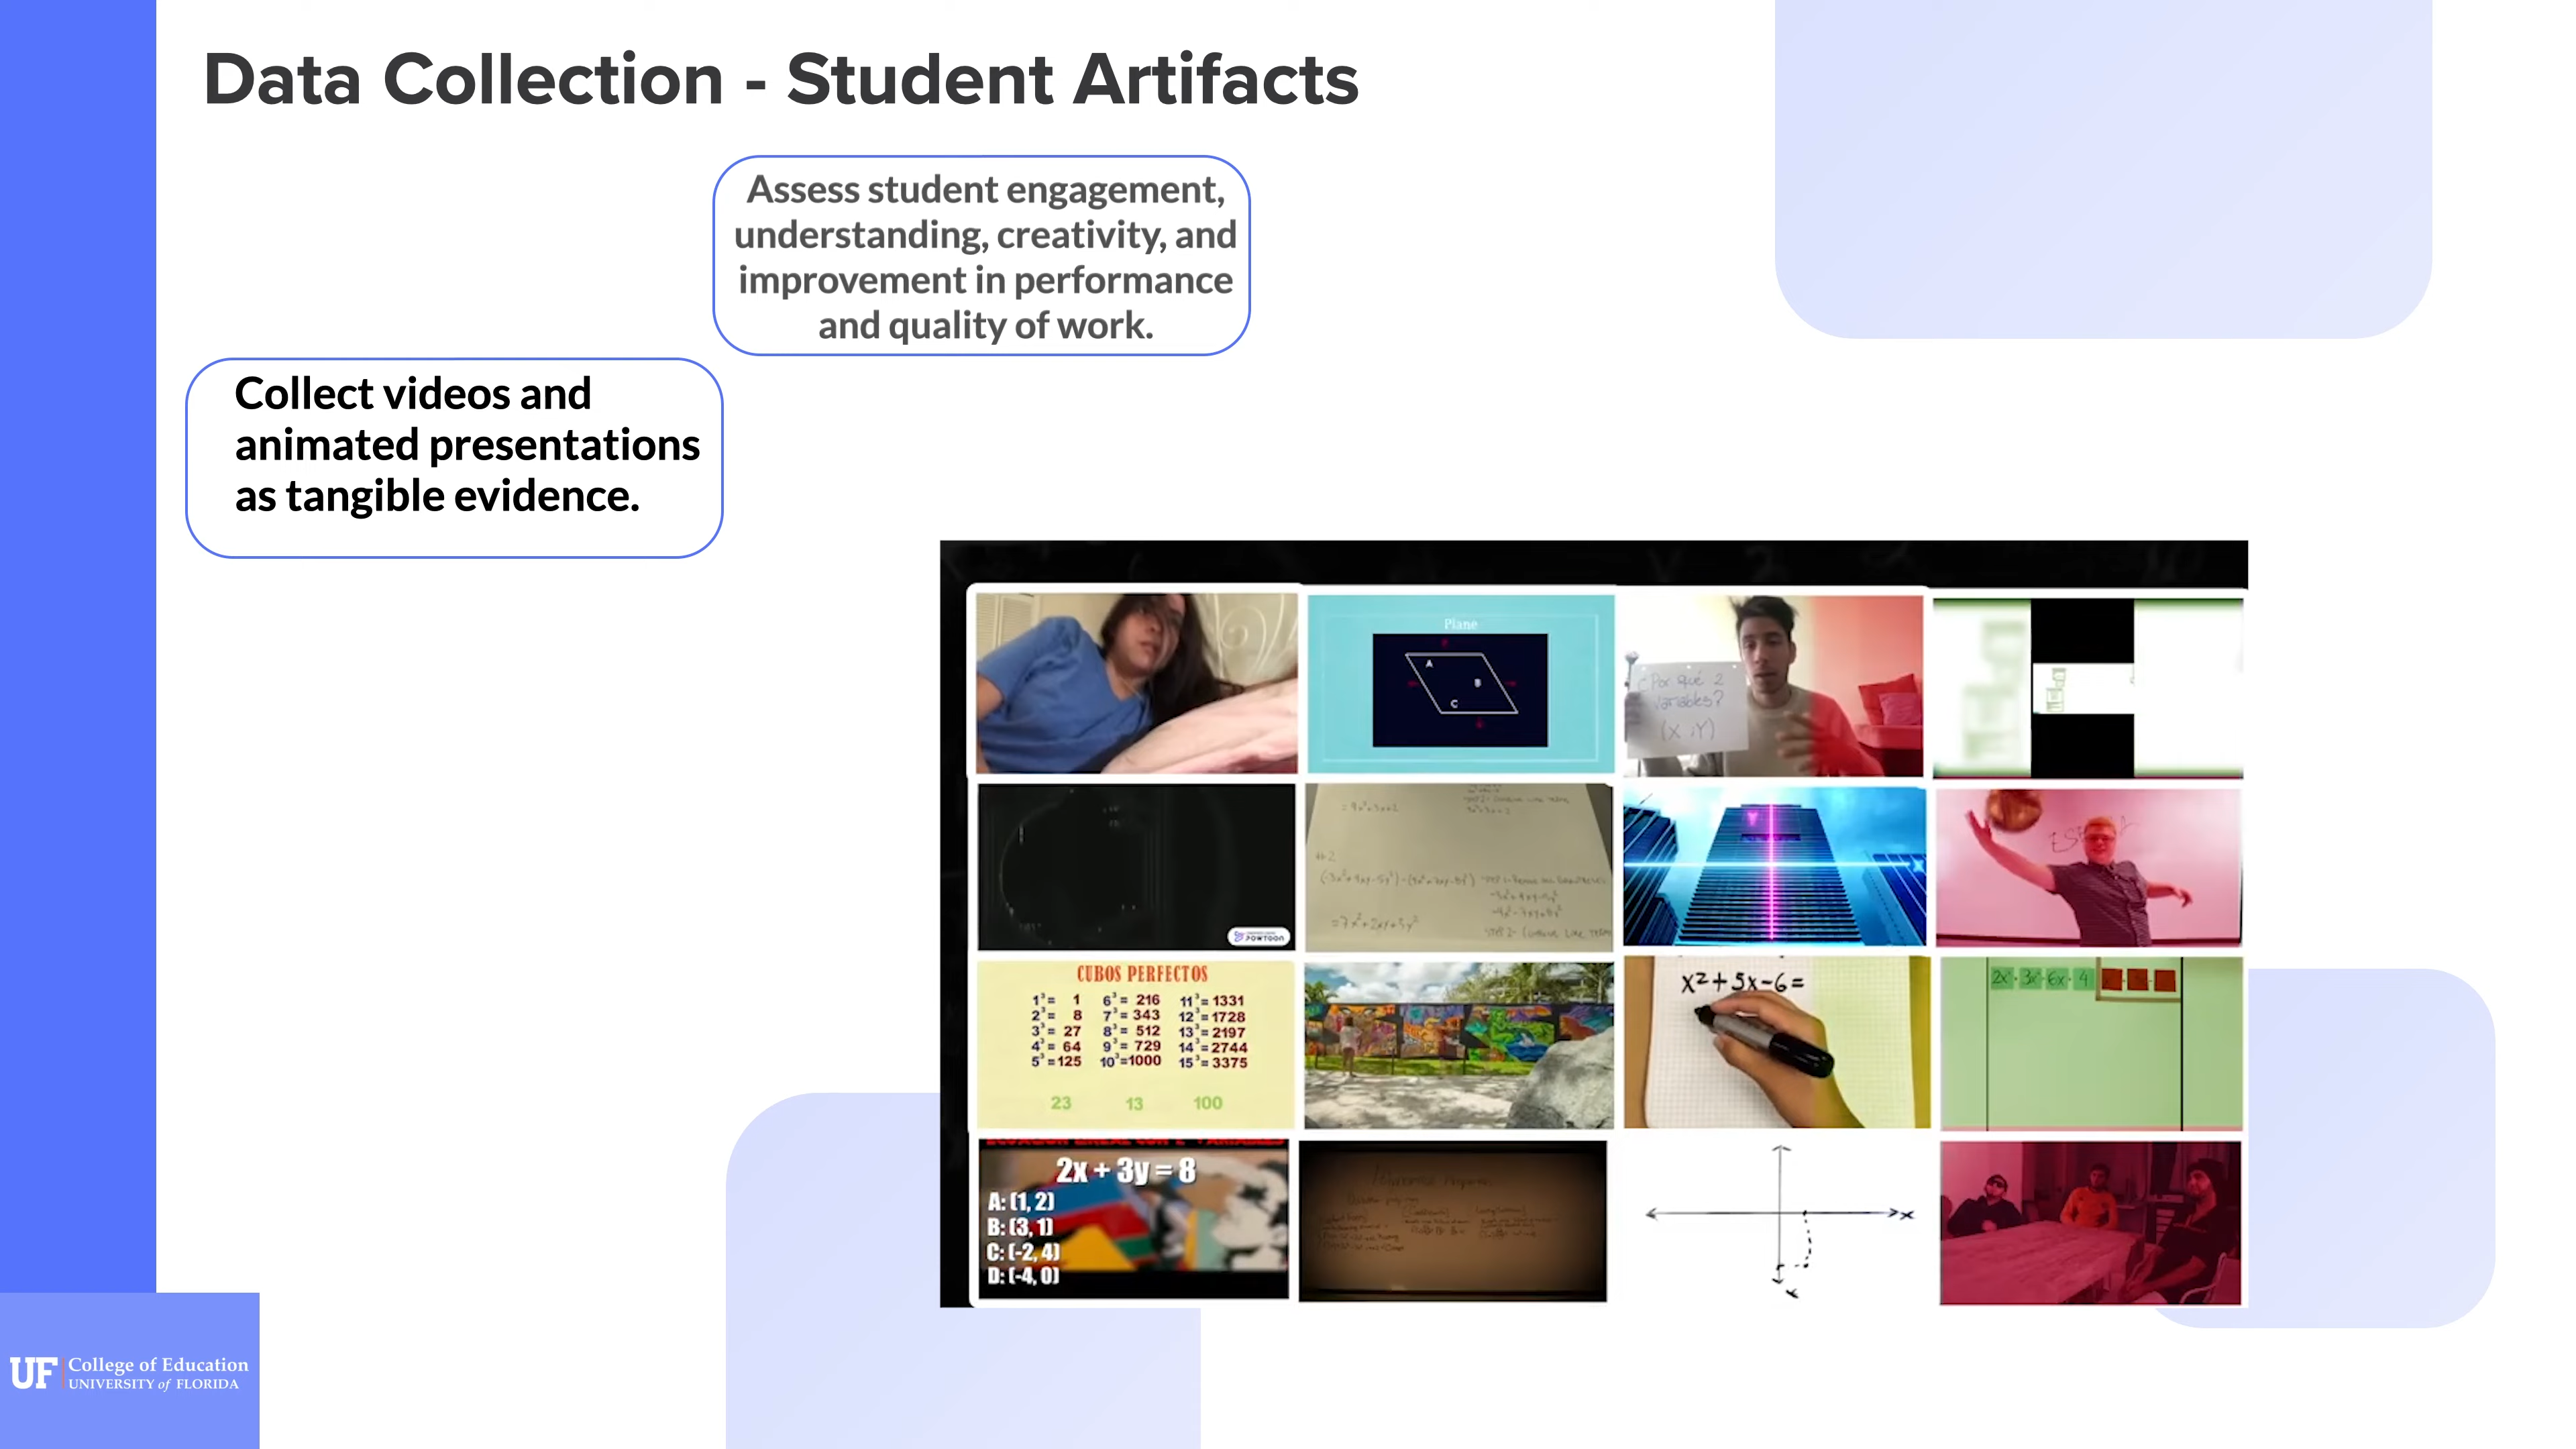 Data Collection - Student Artifacts
Assess student engagement,
understanding, creativity, and
improvement in performance
and quality of work.
Collect videos and
animated presentations
as tangible evidence.
Plane
A
B
C
¿Por qué 2
variables?
(X,Y)
POWTOON
Y
X
CUBOS PERFECTOS
1³= 1 6³= 216 11³=1331
2³= 8 7³= 343 12³=1728
3³= 27 8³= 512 13³=2197
4³= 64 9³= 729 14³=2744
5³=125 10³=1000 15³=3375
23 13 100
x²+5x-6=
2x + 3y = 8
A: (1, 2)
B: (3, 1)
C: (-2, 4)
D: (-4, 0)
x
UF College of Education
UNIVERSITY of FLORIDA